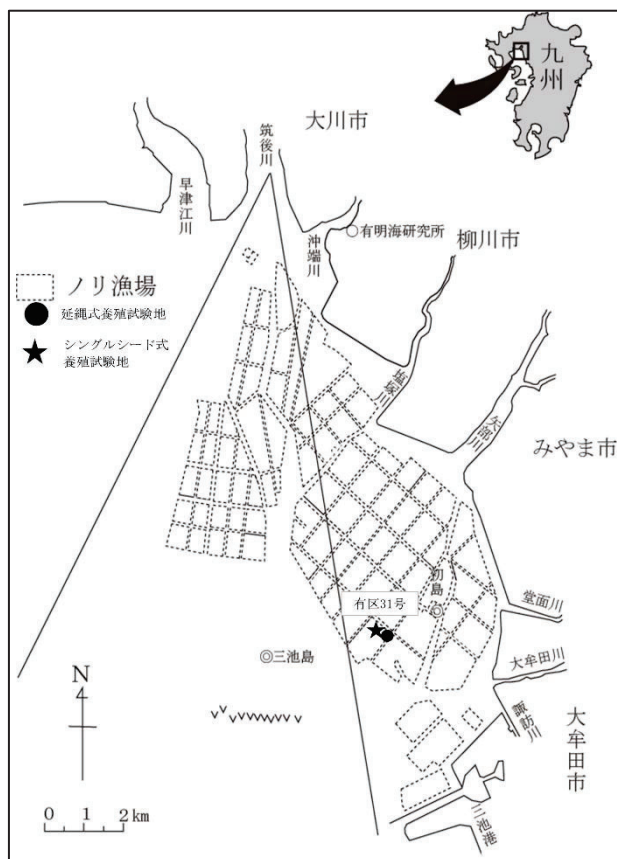 九州
大川市
筑後川
早津江川
沖端川
有明海研究所
柳川市
ノリ漁場
延縄式養殖試験地
シングルシード式
養殖試験地
塩塚川
矢部川
みやま市
初島
有区31号
堂面川
三池島
大牟田川
諏訪川
大牟田市
N
三池港
0 1 2km